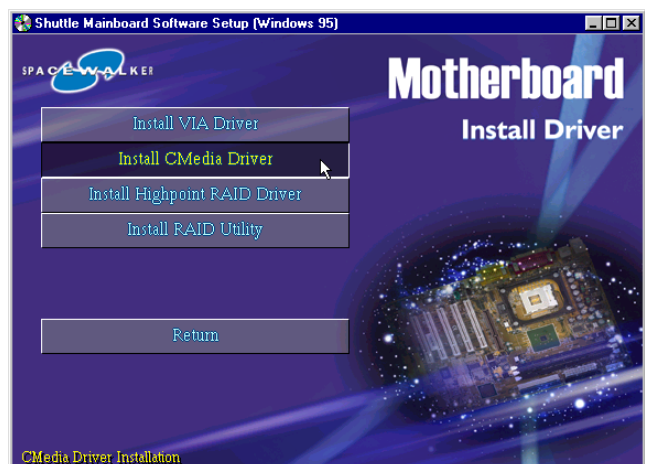 Shuttle Mainboard Software Setup (Windows 95)
SPACEWALKER
Motherboard
Install Driver
Install VIA Driver
Install CMedia Driver
Install Highpoint RAID Driver
Install RAID Utility
Return
CMedia Driver Installation